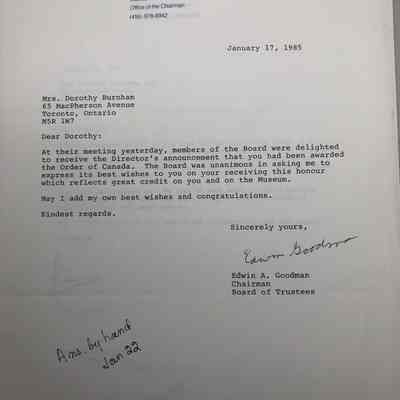 Office of the Chairman
(416) 978-8942
January 17, 1985
Mrs. Dorothy Burnham
65 MacPherson Avenue
Toronto, Ontario
M5R 1W7
Dear Dorothy:
At their meeting yesterday, members of the Board were delighted
to receive the Director's announcement that you had been awarded
the Order of Canada. The Board was unanimous in asking me to
express its best wishes to you on your receiving this honour
which reflects great credit on you and on the Museum.
May I add my own best wishes and congratulations.
Kindest regards.
Sincerely yours,
Edwin Goodman
Edwin A. Goodman
Chairman
Board of Trustees
Ans. by hand
Jan 22